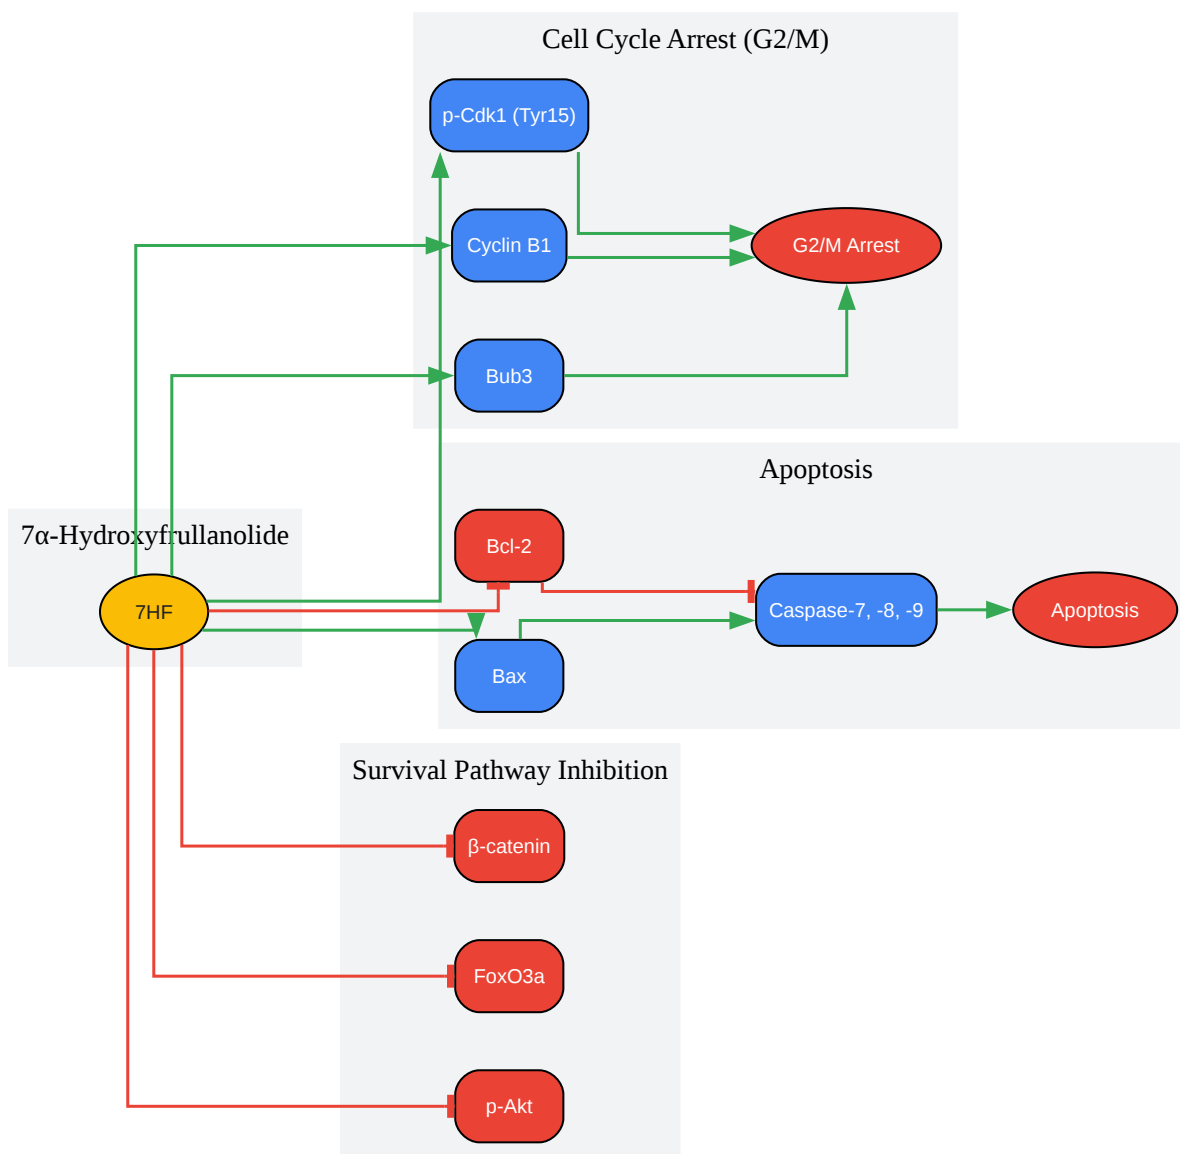 Cell Cycle Arrest (G2/M)
p-Cdk1 (Tyr15)
Cyclin B1
G2/M Arrest
Bub3
Apoptosis
7α-Hydroxyfrullanolide
Bcl-2
7HF
Caspase-7, -8, -9
Apoptosis
Bax
Survival Pathway Inhibition
β-catenin
FoxO3a
p-Akt